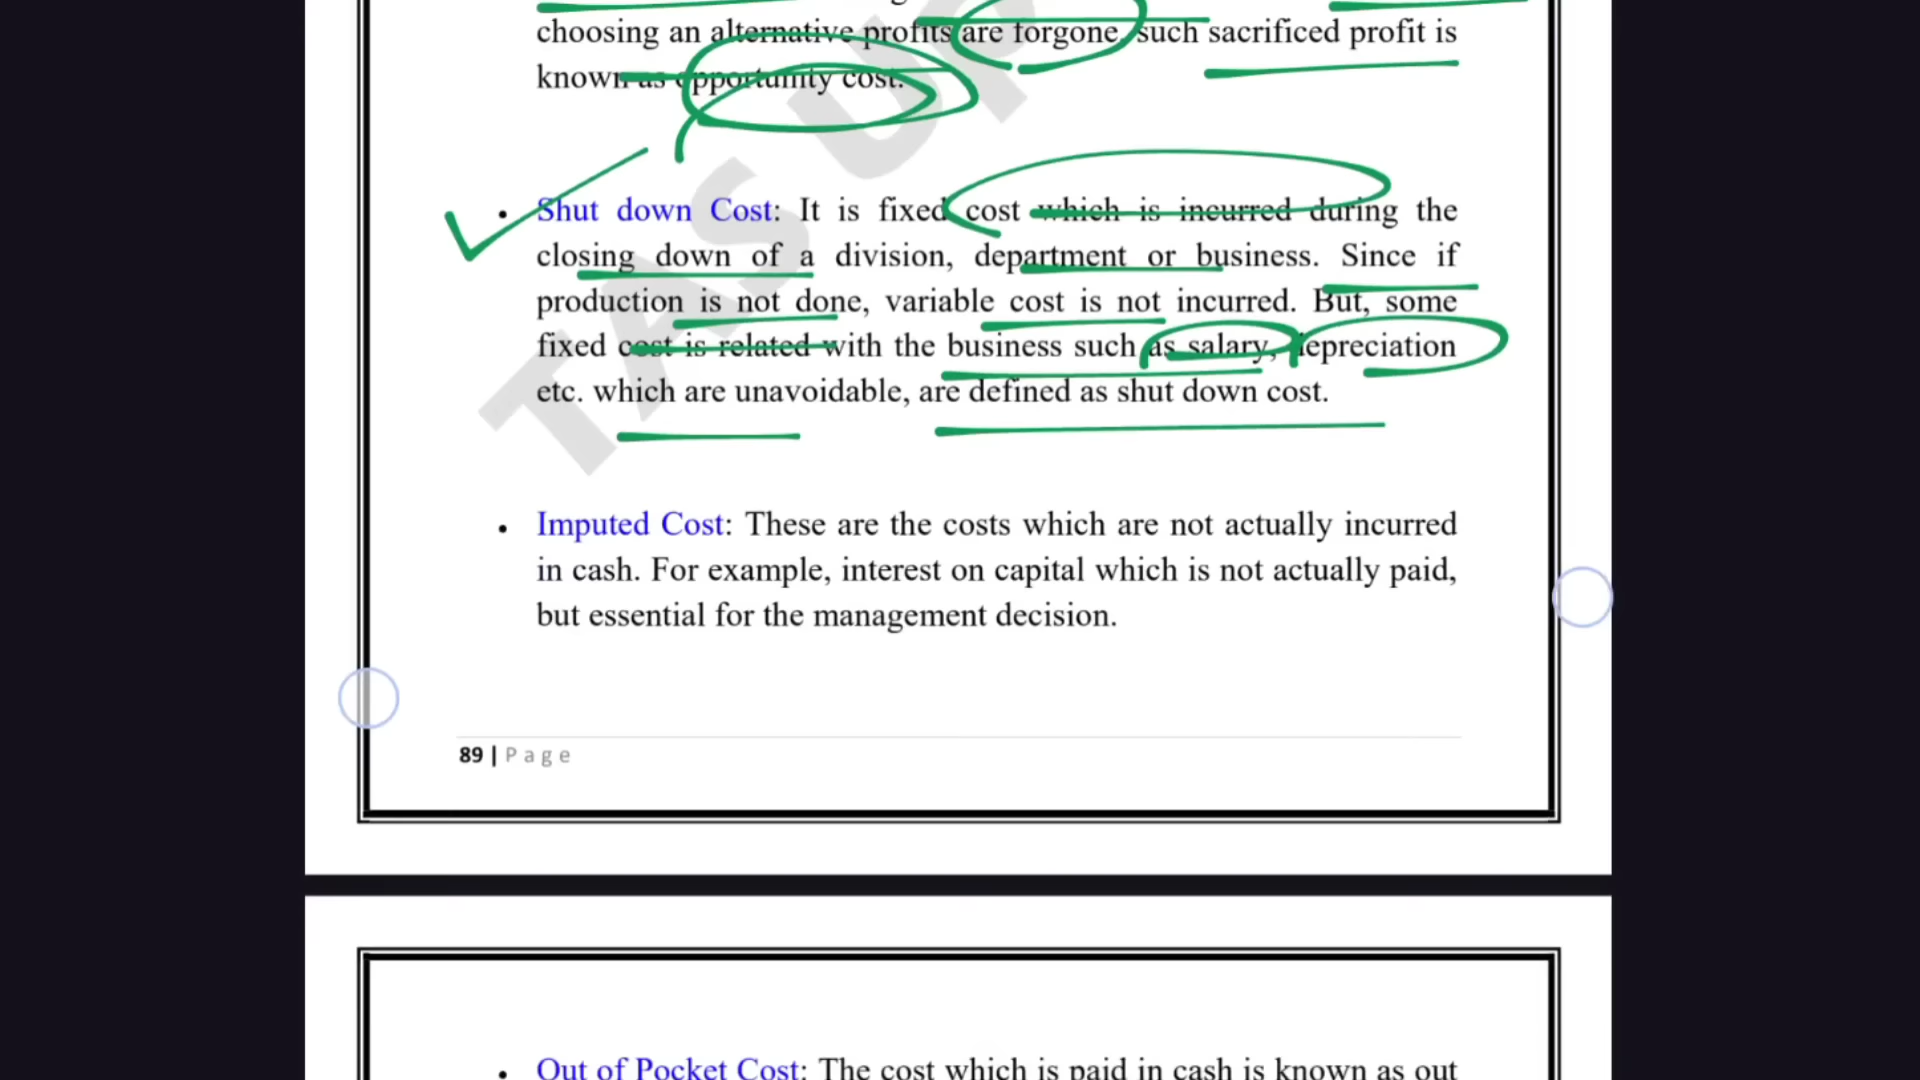 choosing an alternative profits are forgone, such sacrificed profit is
known as opportunity cost.
• Shut down Cost: It is fixed cost which is incurred during the
closing down of a division, department or business. Since if
production is not done, variable cost is not incurred. But, some
fixed cost is related with the business such as salary, depreciation
etc. which are unavoidable, are defined as shut down cost.
• Imputed Cost: These are the costs which are not actually incurred
in cash. For example, interest on capital which is not actually paid,
but essential for the management decision.
89 | Page
• Out of Pocket Cost: The cost which is paid in cash is known as out